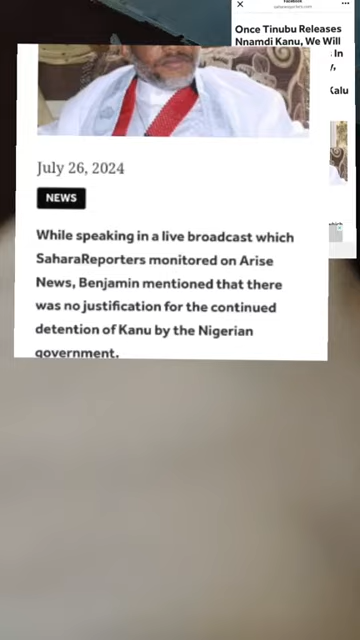 Facebook
saharareporters.com
Once Tinubu Releases
Nnamdi Kanu, We Will
In
Kalu
July 26, 2024
NEWS
While speaking in a live broadcast which
SaharaReporters monitored on Arise
News, Benjamin mentioned that there
was no justification for the continued
detention of Kanu by the Nigerian
government.